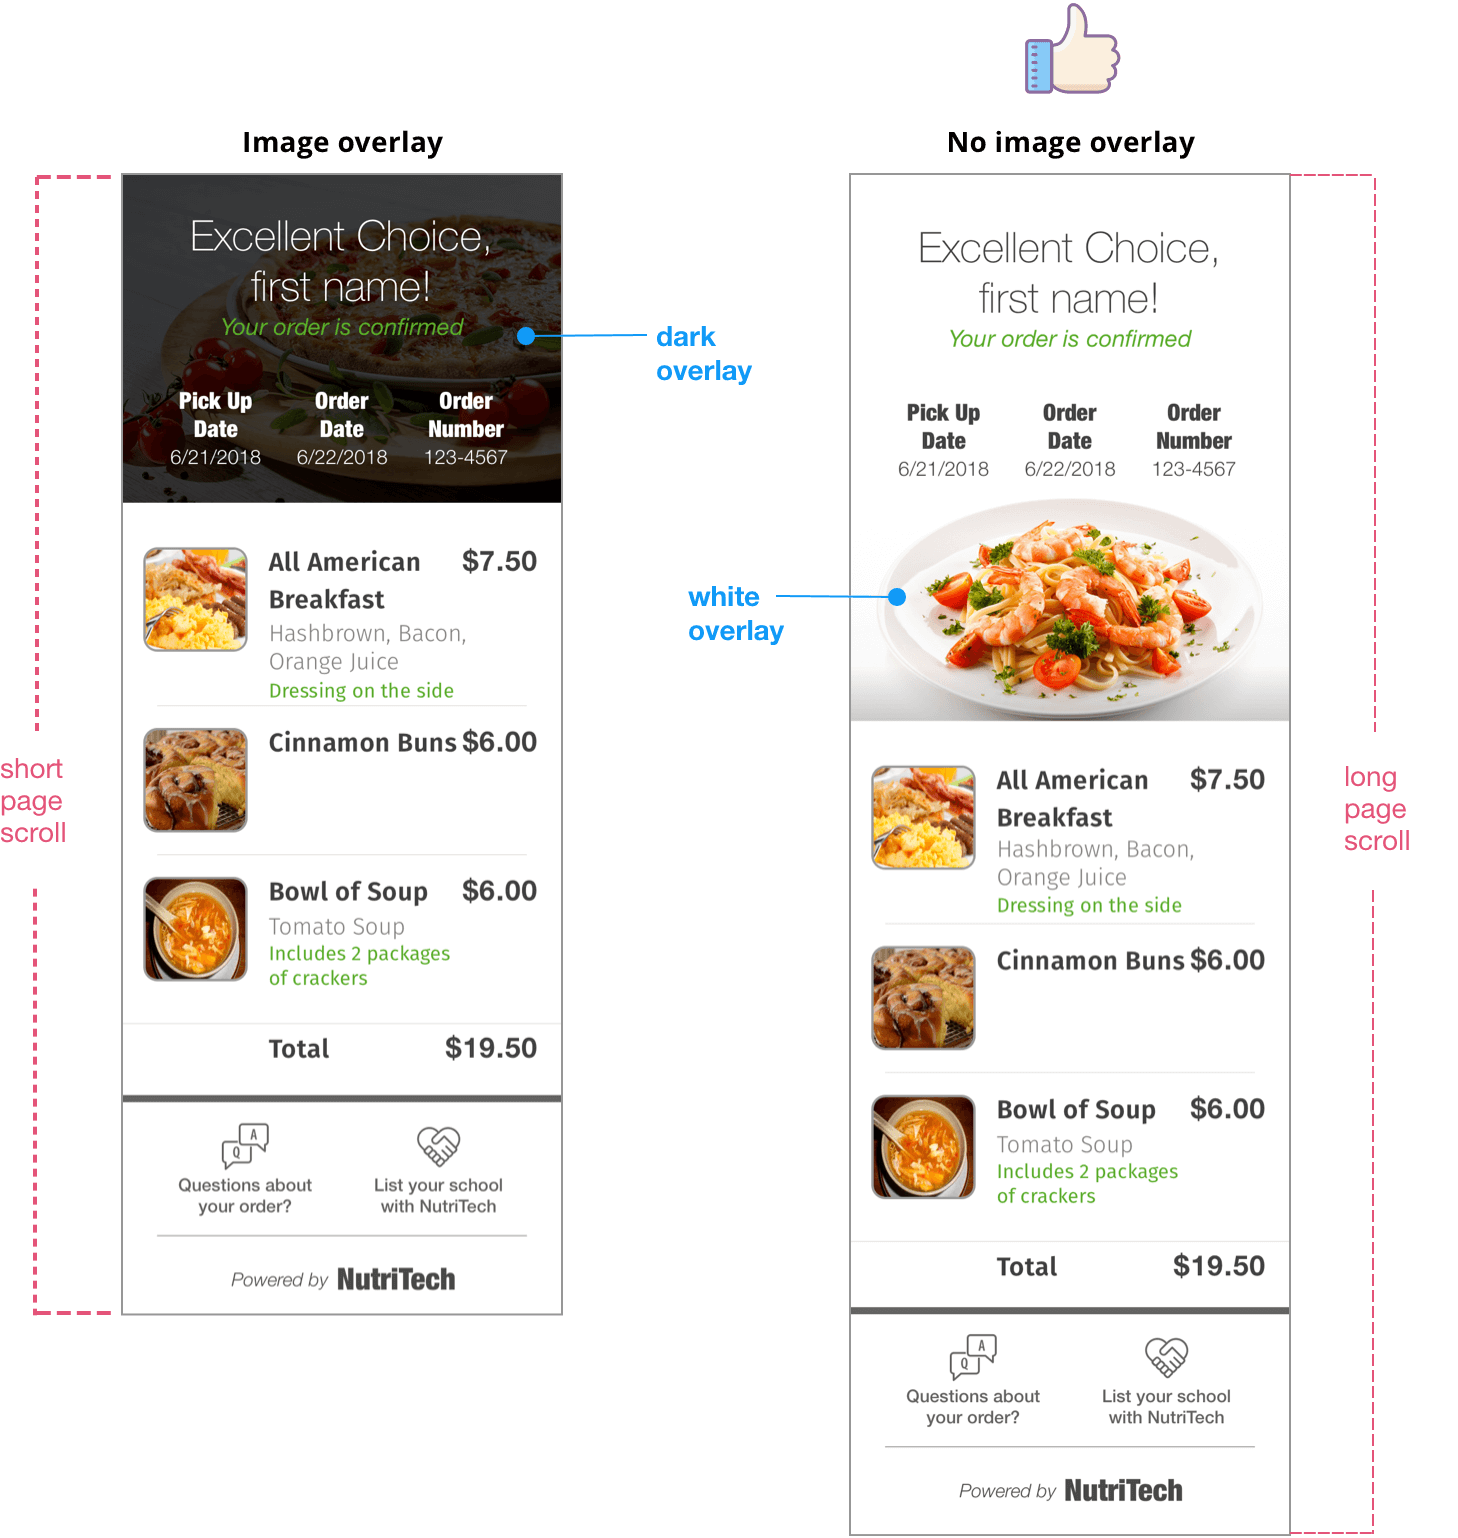 Image overlay
Excellent Choice,
first name!
Your order is confirmed
Pick Up Date
6/21/2018
Order Date
6/22/2018
Order Number
123-4567
dark
overlay
All American $7.50
Breakfast
Hashbrown, Bacon,
Orange Juice
Dressing on the side
Cinnamon Buns $6.00
Bowl of Soup $6.00
Tomato Soup
Includes 2 packages
of crackers
Total $19.50
Q A
Questions about
your order?
List your school
with NutriTech
Powered by NutriTech
short
page
scroll
No image overlay
Excellent Choice,
first name!
Your order is confirmed
Pick Up Date
6/21/2018
Order Date
6/22/2018
Order Number
123-4567
white
overlay
All American $7.50
Breakfast
Hashbrown, Bacon,
Orange Juice
Dressing on the side
Cinnamon Buns $6.00
Bowl of Soup $6.00
Tomato Soup
Includes 2 packages
of crackers
Total $19.50
Q A
Questions about
your order?
List your school
with NutriTech
Powered by NutriTech
long
page
scroll